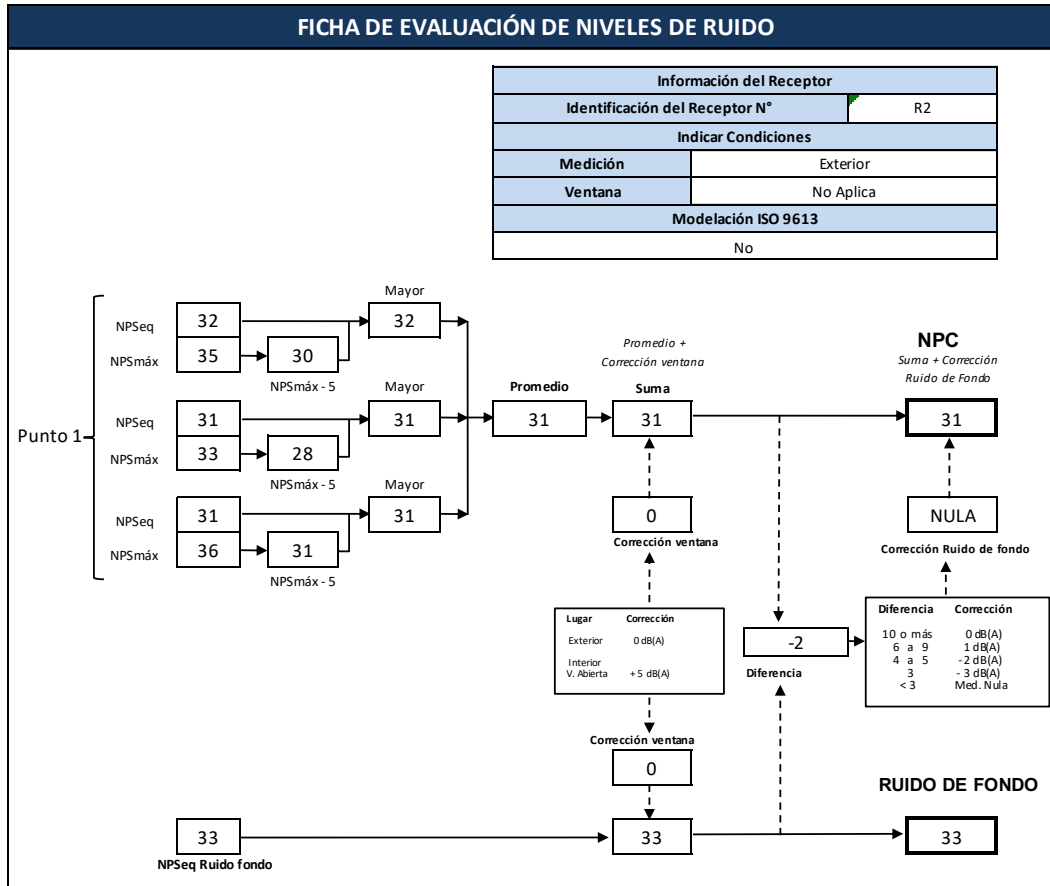 FICHA DE EVALUACIÓN DE NIVELES DE RUIDO
Información del Receptor
Identificación del Receptor N° R2
Indicar Condiciones
Medición Exterior
Ventana No Aplica
Modelación ISO 9613
No
Punto 1
NPSeq 32
NPSmáx 35 30
NPSmáx - 5
Mayor
32
NPSeq 31
NPSmáx 33 28
NPSmáx - 5
Mayor
31
NPSeq 31
NPSmáx 36 31
NPSmáx - 5
Mayor
31
Promedio
31
Promedio +
Corrección ventana
Suma
31
0
Corrección ventana
NPC
Suma + Corrección
Ruido de Fondo
31
NULA
Corrección Ruido de fondo
Lugar Corrección
Exterior 0 dB(A)
Interior
V. Abierta + 5 dB(A)
-2
Diferencia
Diferencia Corrección
10 o más 0 dB(A)
6 a 9 1 dB(A)
4 a 5 -2 dB(A)
3 - 3 dB(A)
< 3 Med. Nula
Corrección ventana
0
33
NPSeq Ruido fondo
33
RUIDO DE FONDO
33